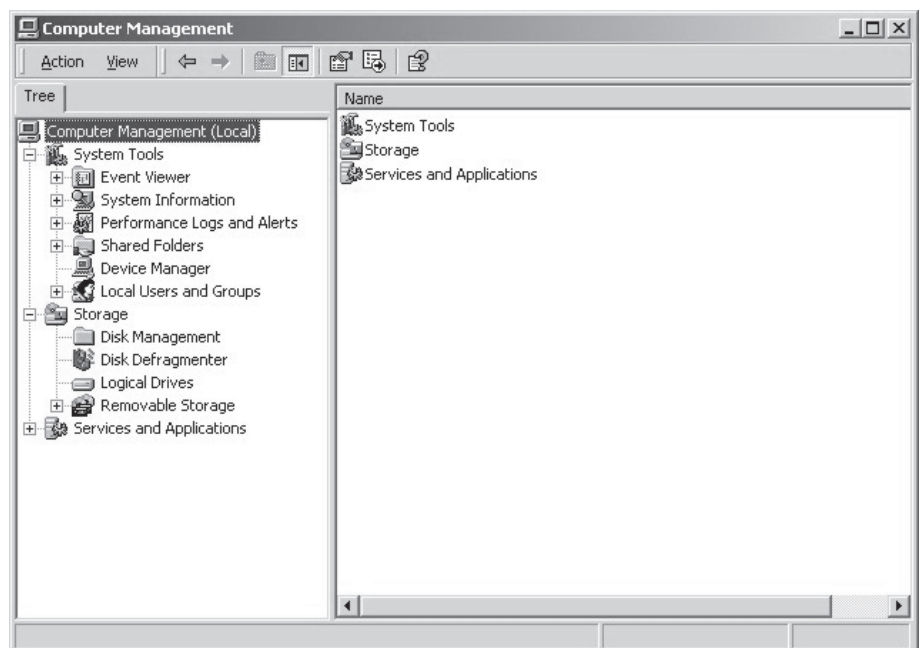 Computer Management
Action View
Tree
Computer Management (Local)
System Tools
Event Viewer
System Information
Performance Logs and Alerts
Shared Folders
Device Manager
Local Users and Groups
Storage
Disk Management
Disk Defragmenter
Logical Drives
Removable Storage
Services and Applications
Name
System Tools
Storage
Services and Applications